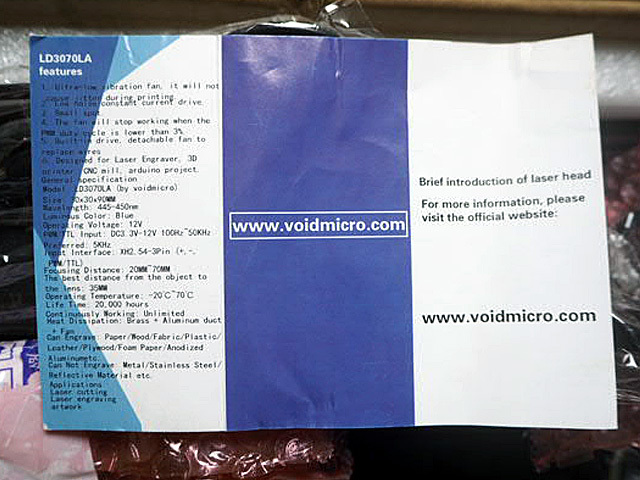 LD3070LA
features
1. Ultra-low vibration fan, it will not
cause jitter during printing
2. Low noise constant current drive
3. Small spot
4. The fan will stop working when the
PWM duty cycle is lower than 3%
5. Built-in drive, detachable fan to
replace wires
6. Designed for Laser Engraver, 3D
printer, CNC mill, arduino project.
General specification
Model: LD3070LA (by voidmicro)
Size: 30x30x90MM
Wavelength: 445-450nm
Luminous Color: Blue
Operating Voltage: 12V
PWM/TTL Input: DC3.3V-12V 100Hz~50KHz
Preferred: 5KHz
Input Interface: XH2.54-3Pin (+,-,
PWM/TTL)
Focusing Distance: 20MM~70MM
The best distance from the object to
the lens: 35MM
Operating Temperature: -20℃~70℃
Life Time: 20,000 hours
Continuously Working: Unlimited
Heat Dissipation: Brass + Aluminum duct
+ Fan
Can Engrave: Paper/Wood/Fabric/Plastic/
Leather/Plywood/Foam Paper/Anodized
Aluminumetc.
Can Not Engrave: Metal/Stainless Steel/
Reflective Material etc.
Applications
Laser cutting
Laser engraving
artwork
www.voidmicro.com
Brief introduction of laser head
For more information, please
visit the official website:
www.voidmicro.com